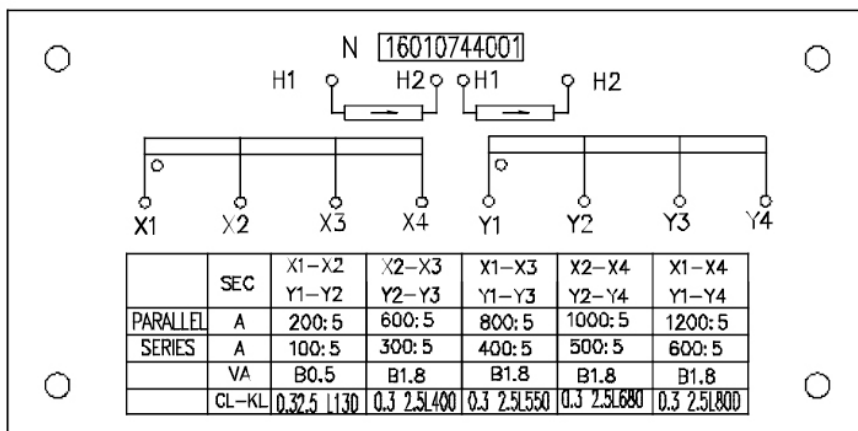 N 16010744001
H1 H2 H1 H2
X1 X2 X3 X4 Y1 Y2 Y3 Y4
SEC X1-X2 X2-X3 X1-X3 X2-X4 X1-X4
Y1-Y2 Y2-Y3 Y1-Y3 Y2-Y4 Y1-Y4
PARALLEL A 200:5 600:5 800:5 1000:5 1200:5
SERIES A 100:5 300:5 400:5 500:5 600:5
VA B0.5 B1.8 B1.8 B1.8 B1.8
CL-KL 0.32.5 L130 0.3 2.5L400 0.3 2.5L550 0.3 2.5L680 0.3 2.5L800